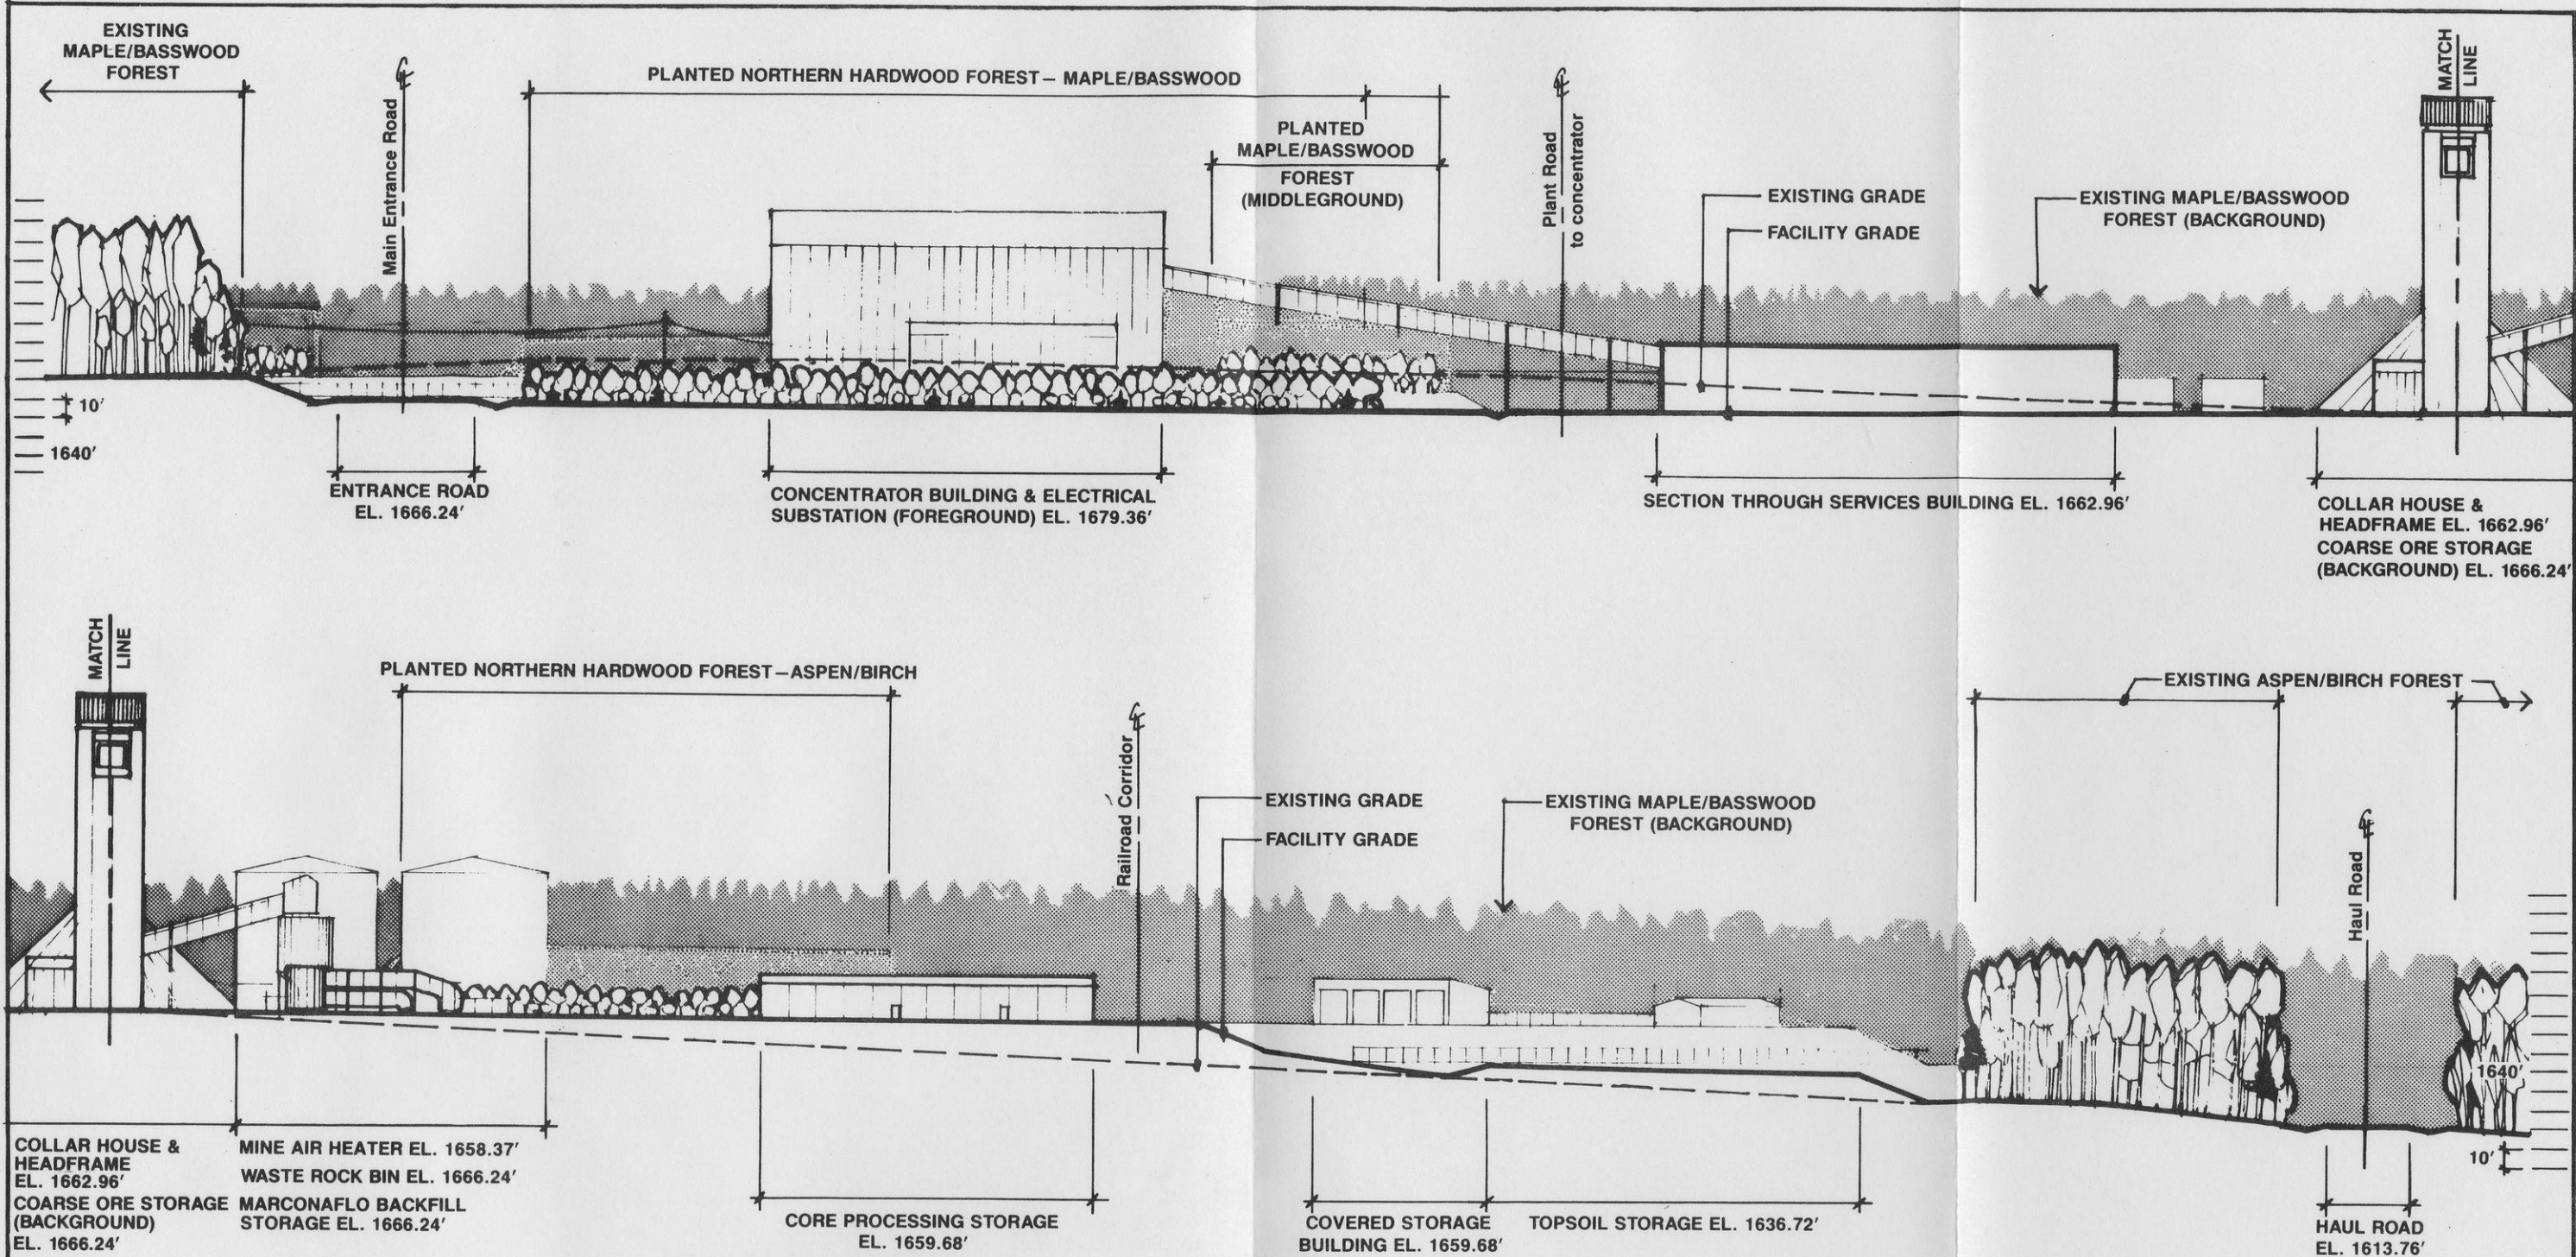 EXISTING
MAPLE/BASSWOOD
FOREST
℄
Main Entrance Road
PLANTED NORTHERN HARDWOOD FOREST— MAPLE/BASSWOOD
PLANTED
MAPLE/BASSWOOD
FOREST
(MIDDLEGROUND)
℄
Plant Road
to concentrator
EXISTING GRADE
FACILITY GRADE
EXISTING MAPLE/BASSWOOD
FOREST (BACKGROUND)
MATCH
LINE
10'
1640'
ENTRANCE ROAD
EL. 1666.24'
CONCENTRATOR BUILDING & ELECTRICAL
SUBSTATION (FOREGROUND) EL. 1679.36'
SECTION THROUGH SERVICES BUILDING EL. 1662.96'
COLLAR HOUSE &
HEADFRAME EL. 1662.96'
COARSE ORE STORAGE
(BACKGROUND) EL. 1666.24'
MATCH
LINE
PLANTED NORTHERN HARDWOOD FOREST—ASPEN/BIRCH
℄
Railroad Corridor
EXISTING GRADE
FACILITY GRADE
EXISTING MAPLE/BASSWOOD
FOREST (BACKGROUND)
EXISTING ASPEN/BIRCH FOREST
℄
Haul Road
1640'
10'
COLLAR HOUSE &
HEADFRAME
EL. 1662.96'
COARSE ORE STORAGE
(BACKGROUND)
EL. 1666.24'
MINE AIR HEATER EL. 1658.37'
WASTE ROCK BIN EL. 1666.24'
MARCONAFLO BACKFILL
STORAGE EL. 1666.24'
CORE PROCESSING STORAGE
EL. 1659.68'
COVERED STORAGE
BUILDING EL. 1659.68'
TOPSOIL STORAGE EL. 1636.72'
HAUL ROAD
EL. 1613.76'